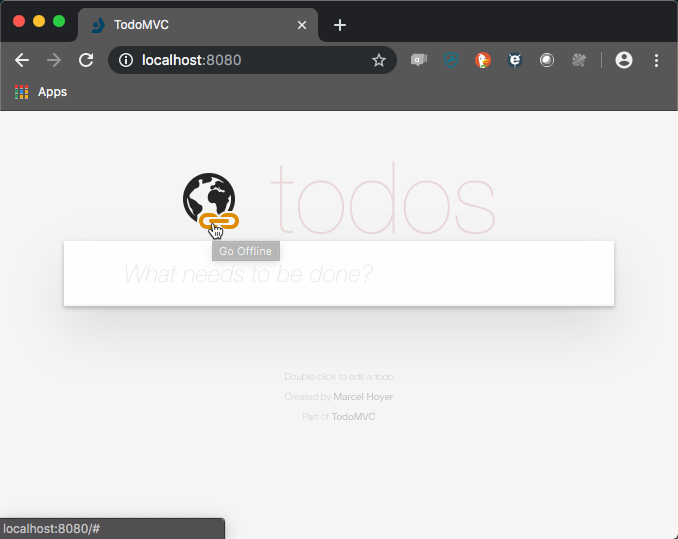 TodoMVC
localhost:8080
Apps
todos
Go Offline
What needs to be done?
Double-click to edit a todo
Created by Marcel Hoyer
Part of TodoMVC
localhost:8080/#